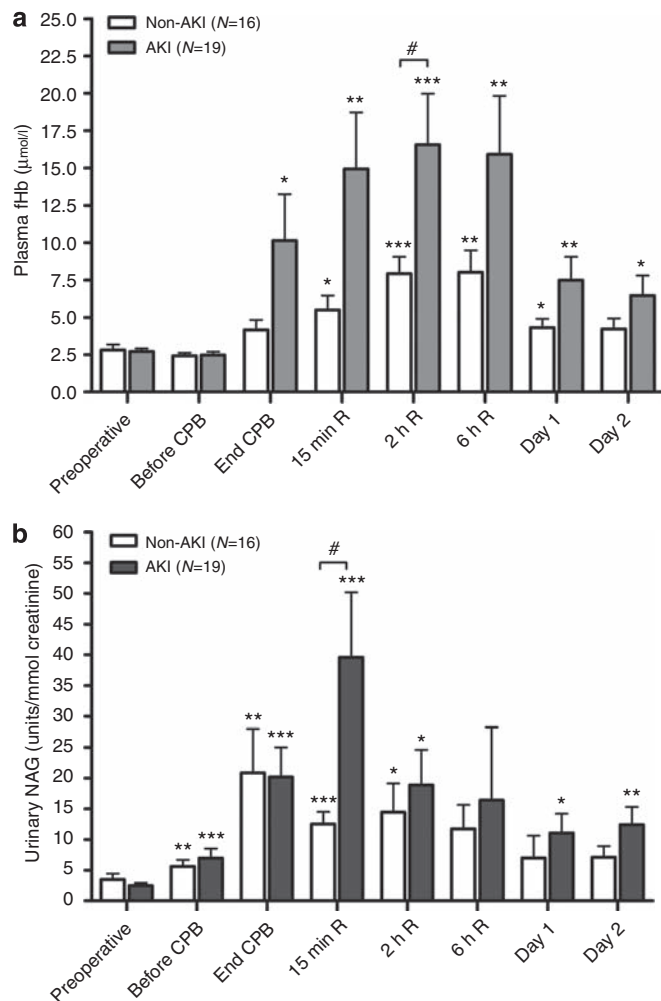 a
Non-AKI (N=16)
AKI (N=19)
Plasma fHb (μmol/l)
25.0
22.5
20.0
17.5
15.0
12.5
10.0
7.5
5.0
2.5
0.0
#
* * ** *** *** ** ** * ** *
Preoperative
Before CPB
End CPB
15 min R
2 h R
6 h R
Day 1
Day 2
b
Non-AKI (N=16)
AKI (N=19)
Urinary NAG (units/mmol creatinine)
60
55
50
45
40
35
30
25
20
15
10
5
0
#
** *** ** *** *** *** * * * **
Preoperative
Before CPB
End CPB
15 min R
2 h R
6 h R
Day 1
Day 2